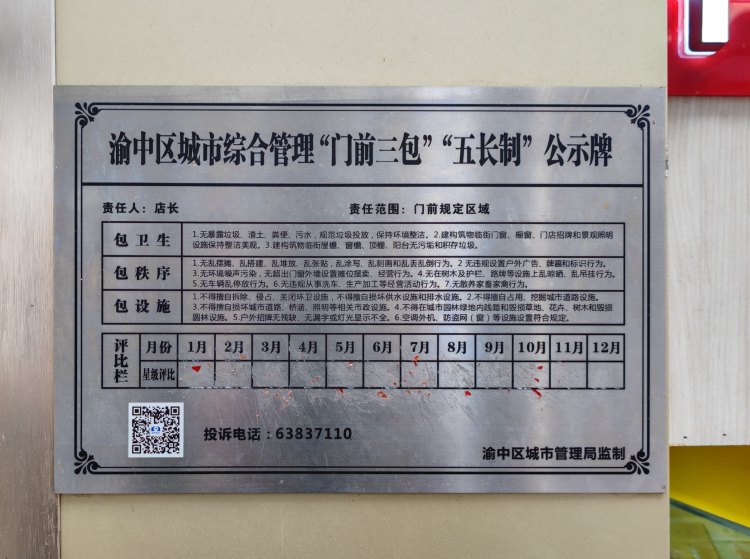 渝中区城市综合管理“门前三包”“五长制”公示牌
责任人：店长 责任范围：门前规定区域
包卫生
1.无暴露垃圾、渣土、粪便、污水，规范垃圾投放，保持环境整洁。2.建构筑物临街门窗、橱窗、门店招牌和景观照明
设施保持整洁美观。3.建构筑物临街屋檐、窗檐、顶棚、阳台无污垢和积存垃圾。
包秩序
1.无乱摆摊、乱搭建、乱堆放、乱张贴，乱涂写、乱刻画和乱丢乱倒行为。2 无违规设置户外广告、牌匾和标识行为。
3.无环境噪声污染，无超出门窗外墙设置摊位摆卖、经营行为。4.无在树木及护栏、路牌等设施上乱晾晒、乱吊挂行为。
5.无车辆乱停放行为。6.无违规从事洗车、生产加工等经营活动行为。7.无散养家畜家禽行为。
包设施
1.不得擅自拆除、侵占、关闭环卫设施，不得擅自损坏供水设施和排水设施。2.不得擅自占用、挖掘城市道路设施。
3.不得擅自损坏城市道路、桥涵、照明等相关市政设施。4.不得在城市园林绿地内践踏和毁损草地、花卉、树木和毁损
园林设施。5.户外招牌无残缺、无漏字或灯光显示不全。6.空调外机、防盗网（窗）等设施设置符合规定。
评比栏
月份 1月 2月 3月 4月 5月 6月 7月 8月 9月 10月 11月 12月
星级评比
投诉电话：63837110
渝中区城市管理局监制